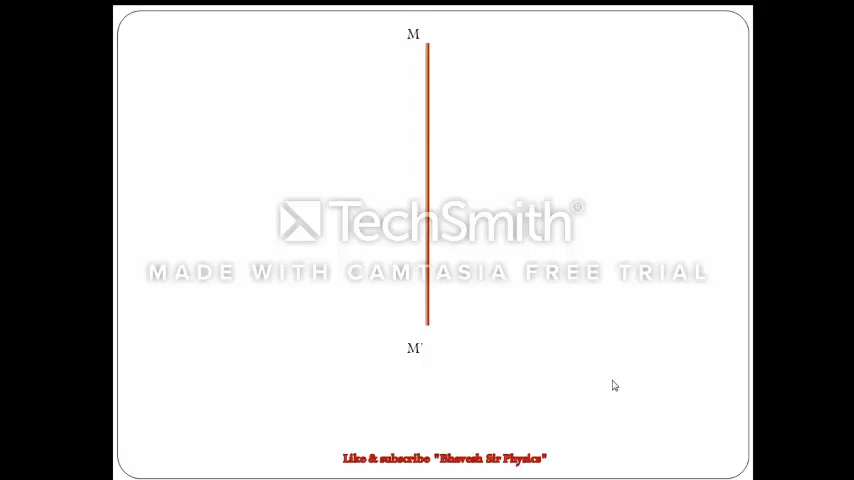 M
TechSmith®
MADE WITH CAMTASIA FREE TRIAL
M'
Like & subscribe "Bhavesh Sir Physics"